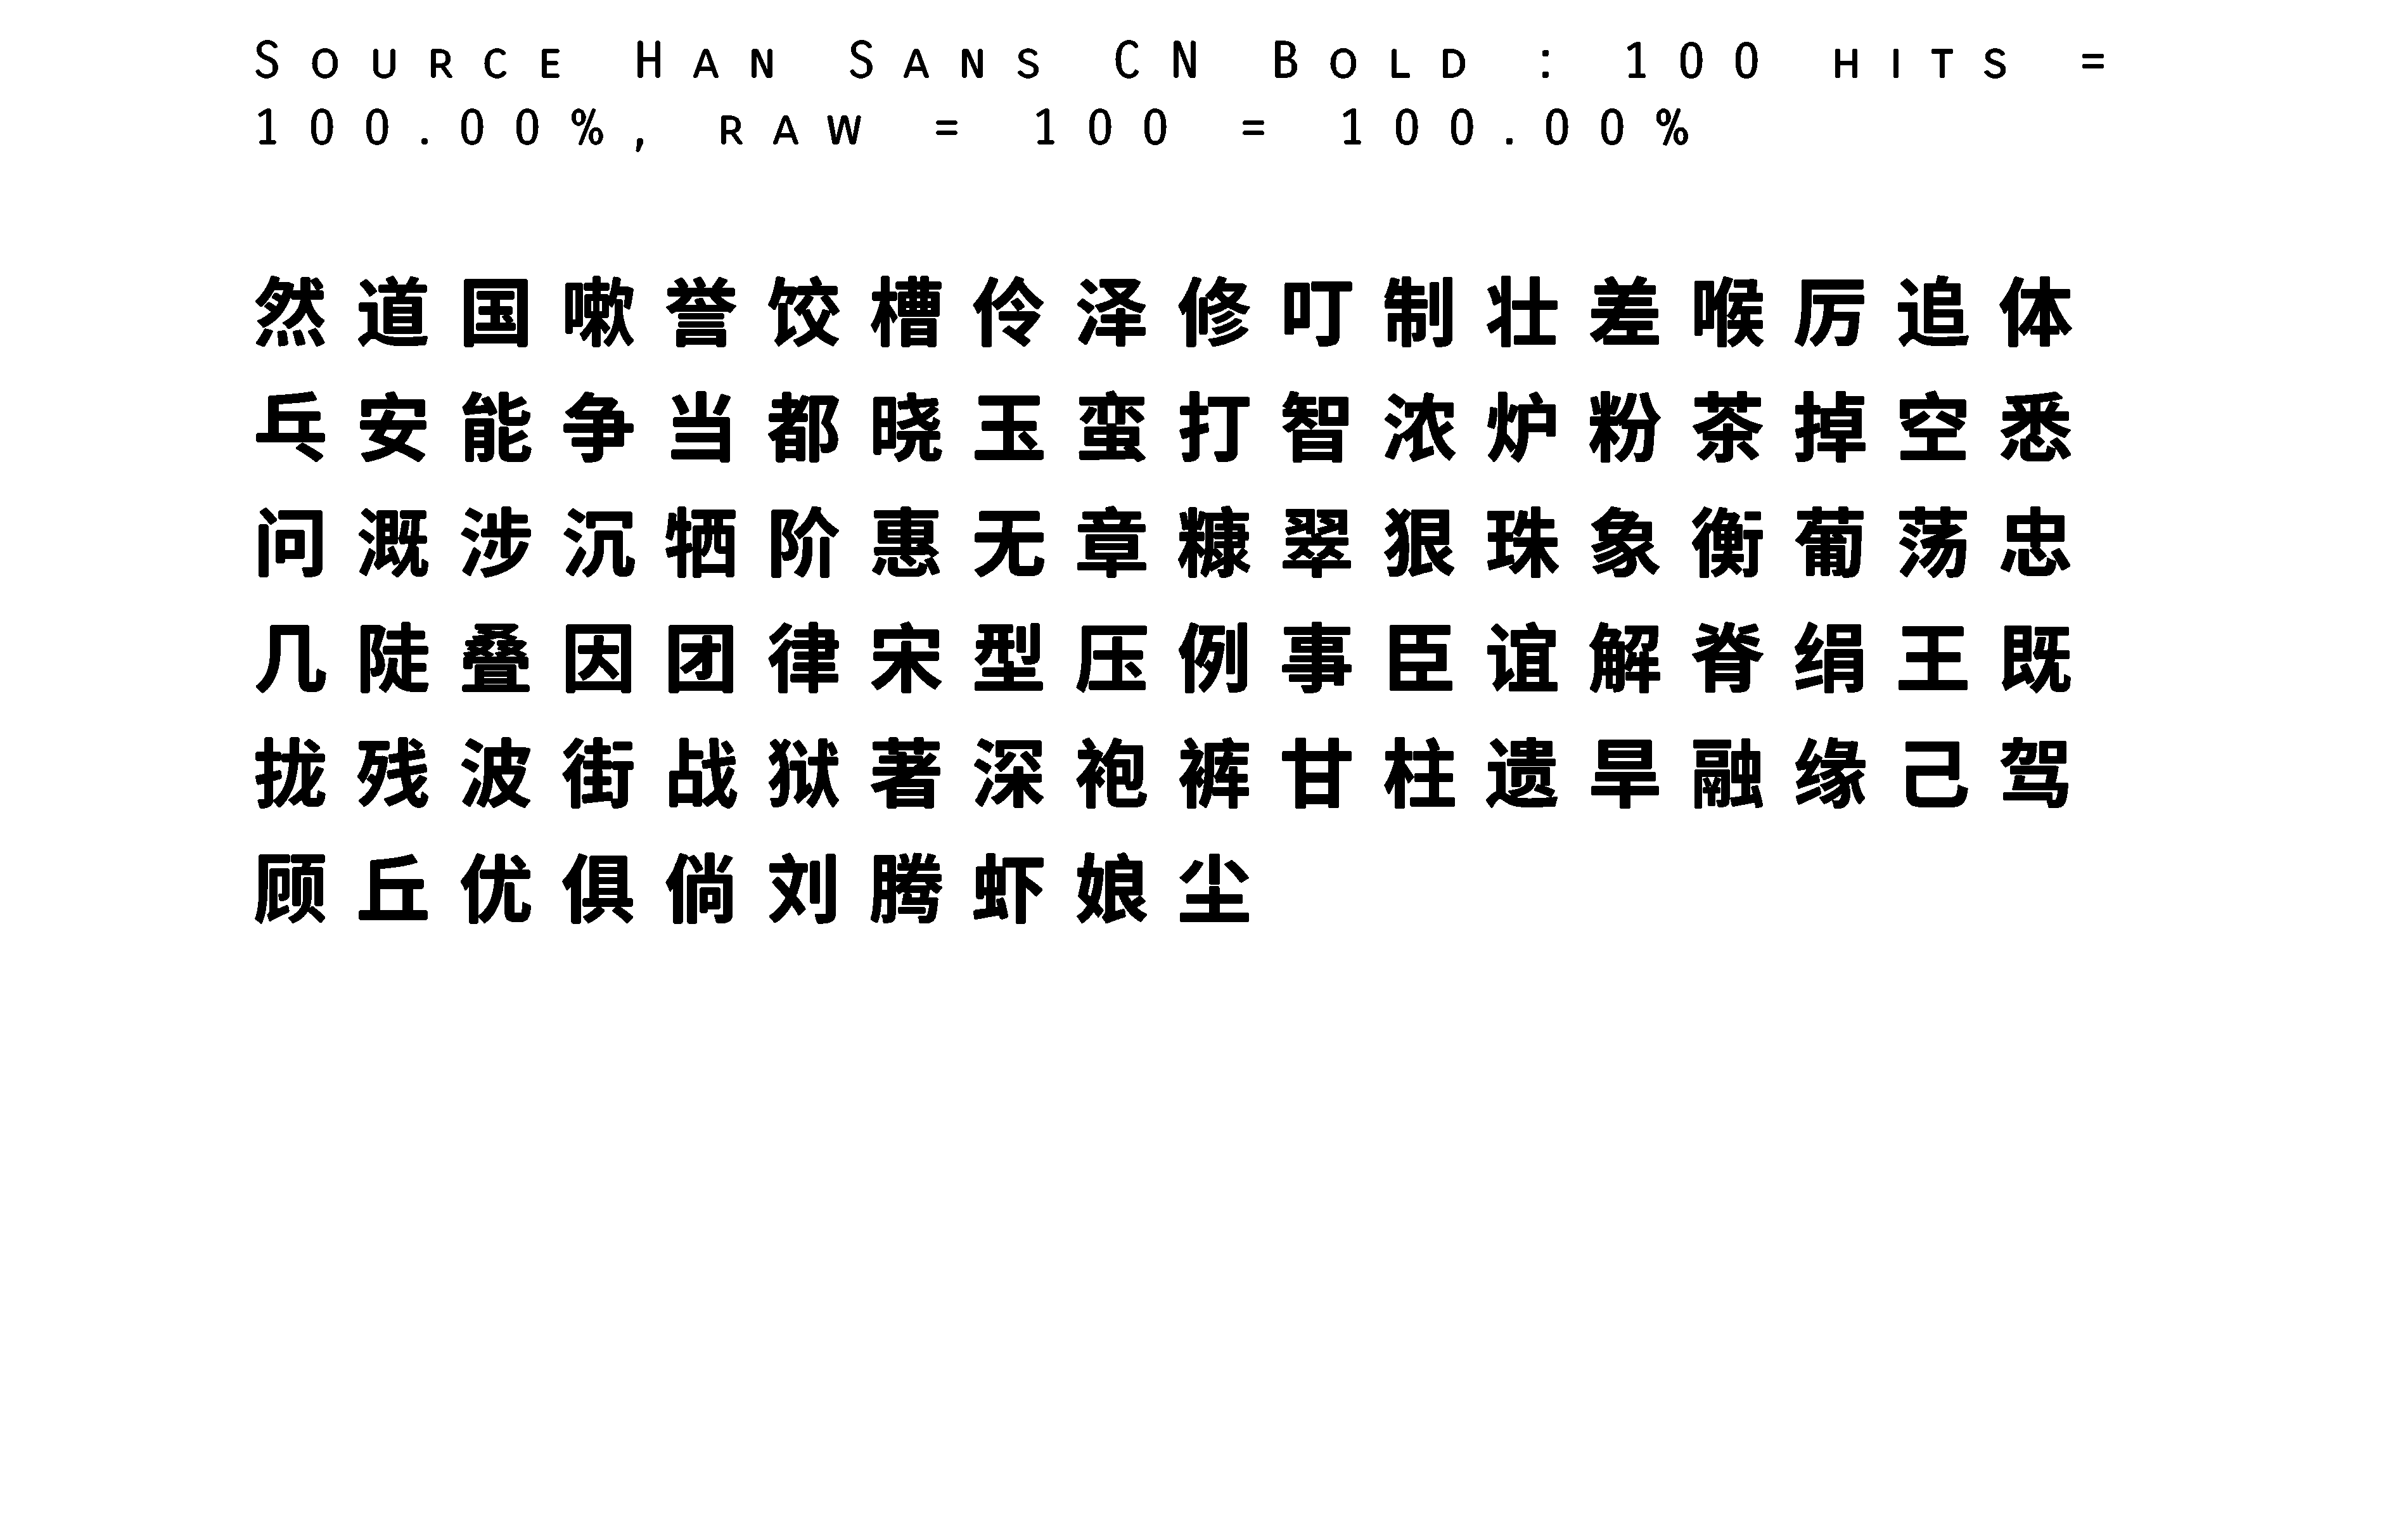 Source Han Sans CN Bold : 100 hits =
100.00%, raw = 100 = 100.00%
然道国嗽誉饺槽伶泽修叮制壮差喉厉追体
乓安能争当都晓玉蛮打智浓炉粉茶掉空悉
问溉涉沉牺阶惠无章糠翠狠珠象衡葡荡忠
几陡叠因团律宋型压例事臣谊解脊绢王既
拢残波街战狱著深袍裤甘柱遗旱融缘己驾
顾丘优俱倘刘腾虾娘尘